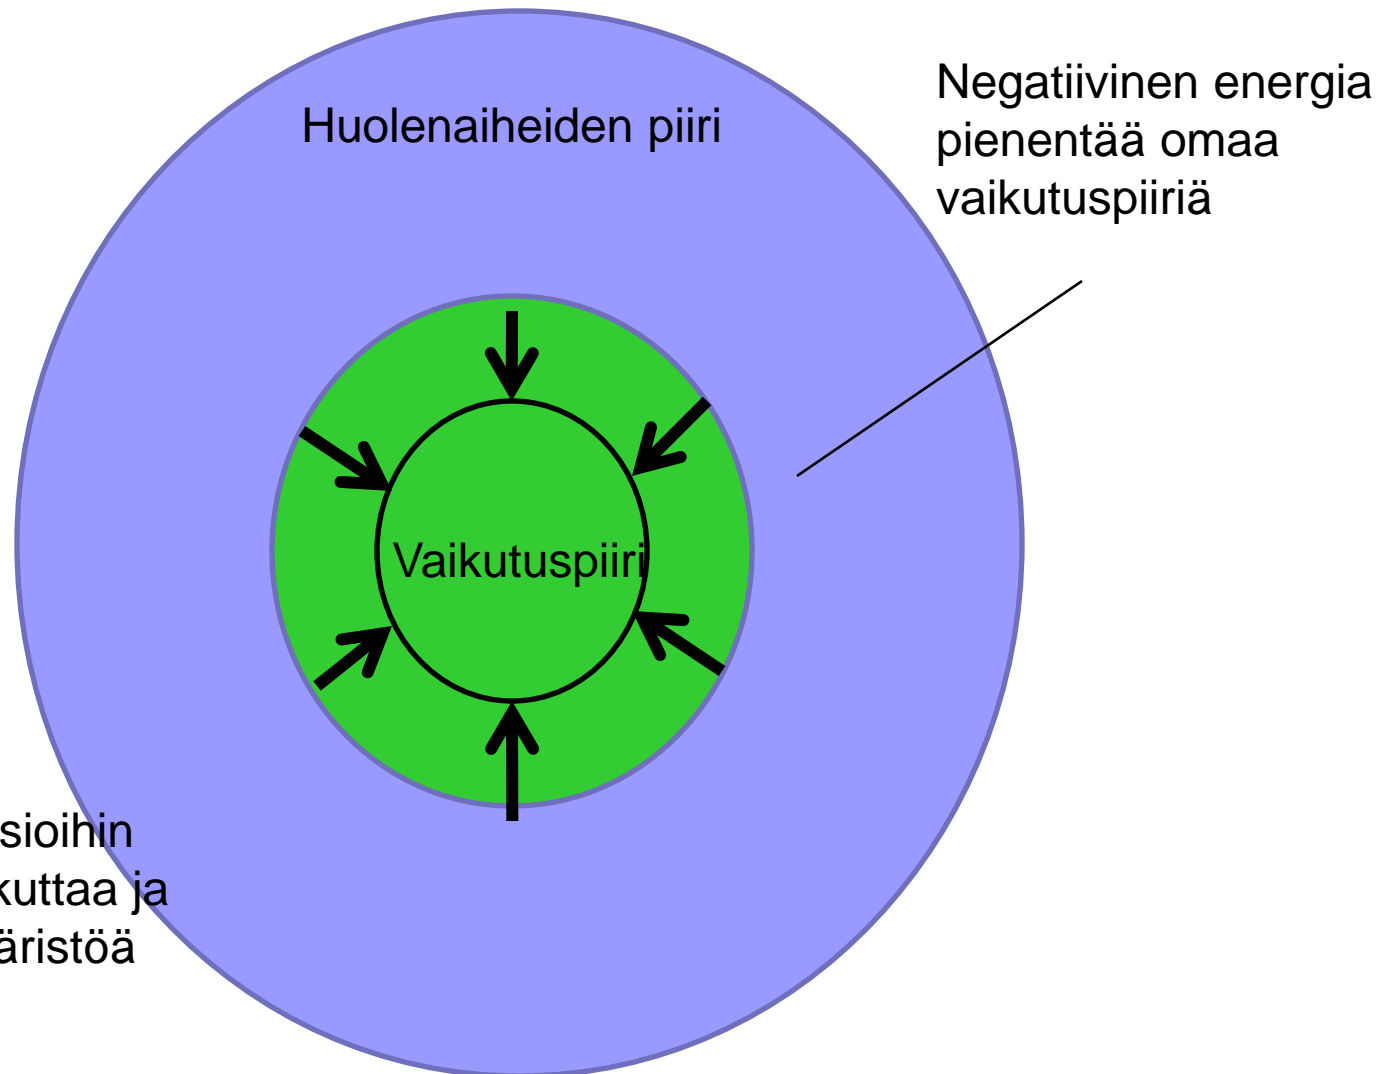 Huolenaiheiden piiri
Negatiivinen energia
pienentää omaa
vaikutuspiiriä
Vaikutuspiiri
sioihin
kuttaa ja
äristöä